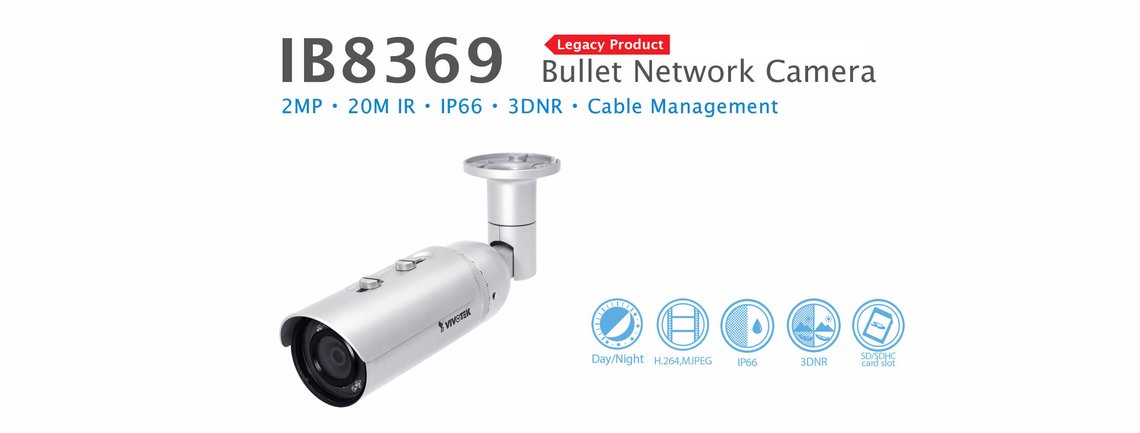 IB8369
Legacy Product
Bullet Network Camera
2MP • 20M IR • IP66 • 3DNR • Cable Management
VIVOTEK
Day/Night
H.264,MJPEG
IP66
3DNR
SD
SD/SDHC
card slot